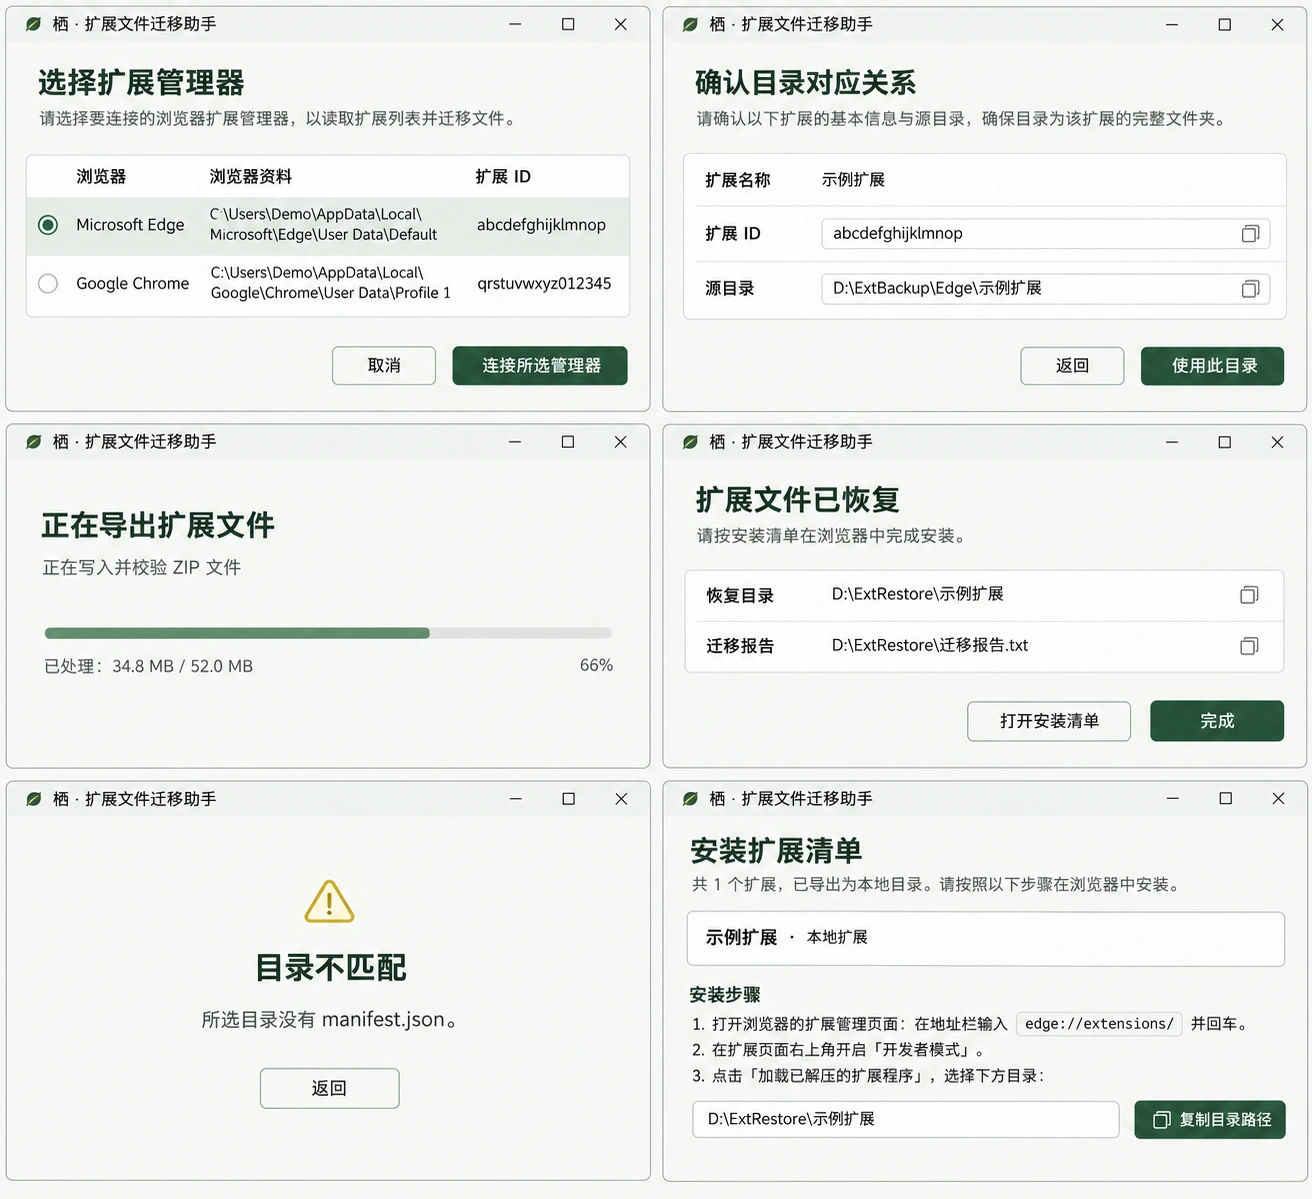 栖 · 扩展文件迁移助手
选择扩展管理器
请选择要连接的浏览器扩展管理器，以读取扩展列表并迁移文件。
浏览器 浏览器资料 扩展 ID
Microsoft Edge
C:\Users\Demo\AppData\Local\
Microsoft\Edge\User Data\Default
abcdefghijklmnop
Google Chrome
C:\Users\Demo\AppData\Local\
Google\Chrome\User Data\Profile 1
qrstuvwxyz012345
取消
连接所选管理器
栖 · 扩展文件迁移助手
确认目录对应关系
请确认以下扩展的基本信息与源目录，确保目录为该扩展的完整文件夹。
扩展名称 示例扩展
扩展 ID abcdefghijklmnop
源目录 D:\ExtBackup\Edge\示例扩展
返回
使用此目录
栖 · 扩展文件迁移助手
正在导出扩展文件
正在写入并校验 ZIP 文件
已处理：34.8 MB / 52.0 MB 66%
栖 · 扩展文件迁移助手
扩展文件已恢复
请按安装清单在浏览器中完成安装。
恢复目录 D:\ExtRestore\示例扩展
迁移报告 D:\ExtRestore\迁移报告.txt
打开安装清单
完成
栖 · 扩展文件迁移助手
目录不匹配
所选目录没有 manifest.json。
返回
栖 · 扩展文件迁移助手
安装扩展清单
共 1 个扩展，已导出为本地目录。请按照以下步骤在浏览器中安装。
示例扩展 · 本地扩展
安装步骤
1. 打开浏览器的扩展管理页面：在地址栏输入 edge://extensions/ 并回车。
2. 在扩展页面右上角开启「开发者模式」。
3. 点击「加载已解压的扩展程序」，选择下方目录：
D:\ExtRestore\示例扩展
复制目录路径